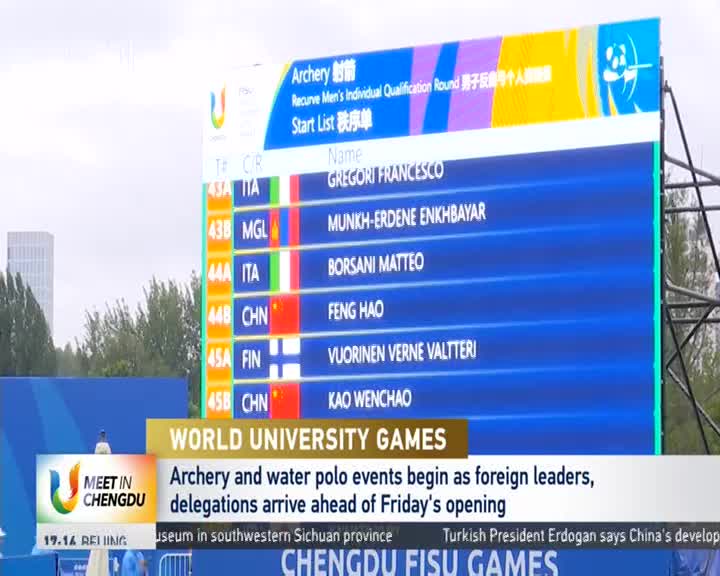 Archery 射箭
Recurve Men's Individual Qualification Round 男子反曲弓个人排位赛
Start List 秩序单
T# C/R Name
43A ITA GREGORI FRANCESCO
43B MGL MUNKH-ERDENE ENKHBAYAR
44A ITA BORSANI MATTEO
44B CHN FENG HAO
45A FIN VUORINEN VERNE VALTTERI
45B CHN KAO WENCHAO
WORLD UNIVERSITY GAMES
MEET IN
CHENGDU
Archery and water polo events begin as foreign leaders,
delegations arrive ahead of Friday's opening
17:14 BEIJING
useum in southwestern Sichuan province Turkish President Erdogan says China's develop
CHENGDU FISU GAMES